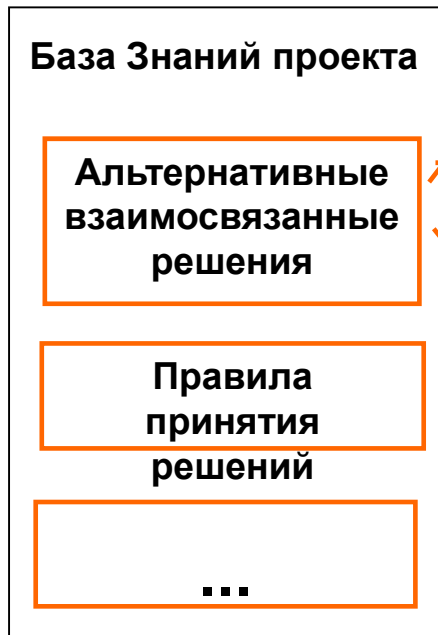 База Знаний проекта
Альтернативные
взаимосвязанные
решения
Правила
принятия
решений
...